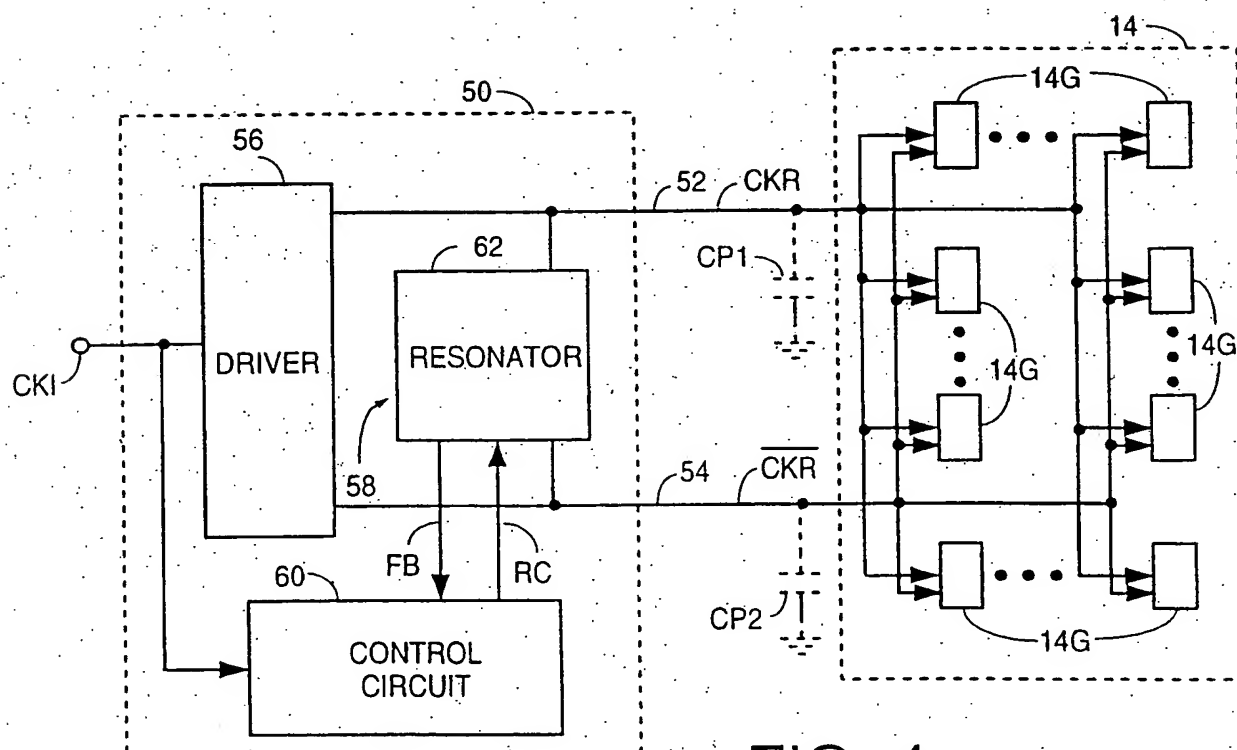 14
50
14G
56
52
CKR
62
CP1
DRIVER
RESONATOR
CKI
14G
14G
58
54
C̅K̅R̅
FB
RC
60
CP2
CONTROL
CIRCUIT
14G